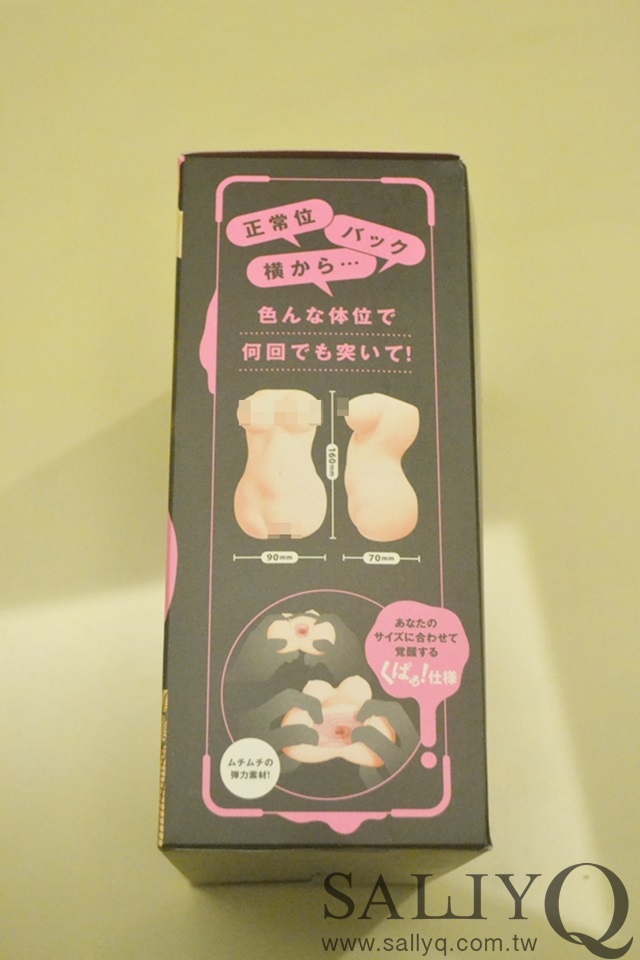 正常位
バック
横から…
色んな体位で
何回でも突いて!
160mm
90mm
70mm
あなたの
サイズに合わせて
覚醒する
くぱぁ!仕様
ムチムチの
弾力素材!
SALLYQ
www.sallyq.com.tw